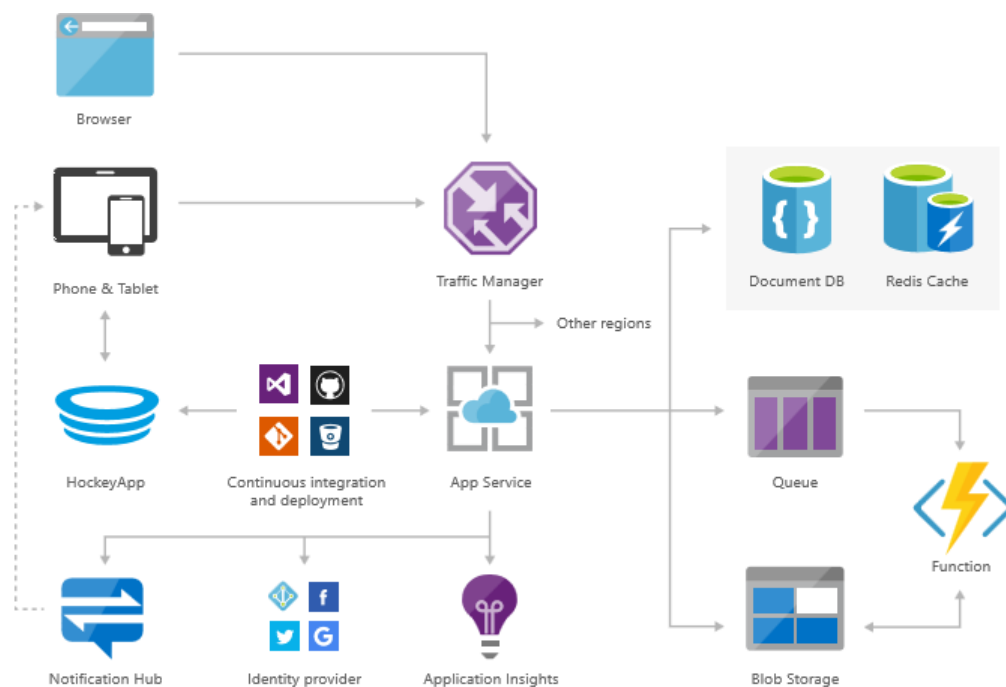 Browser
Phone & Tablet
Traffic Manager
Document DB
Redis Cache
Other regions
HockeyApp
Continuous integration
and deployment
App Service
Queue
Function
Notification Hub
Identity provider
Application Insights
Blob Storage